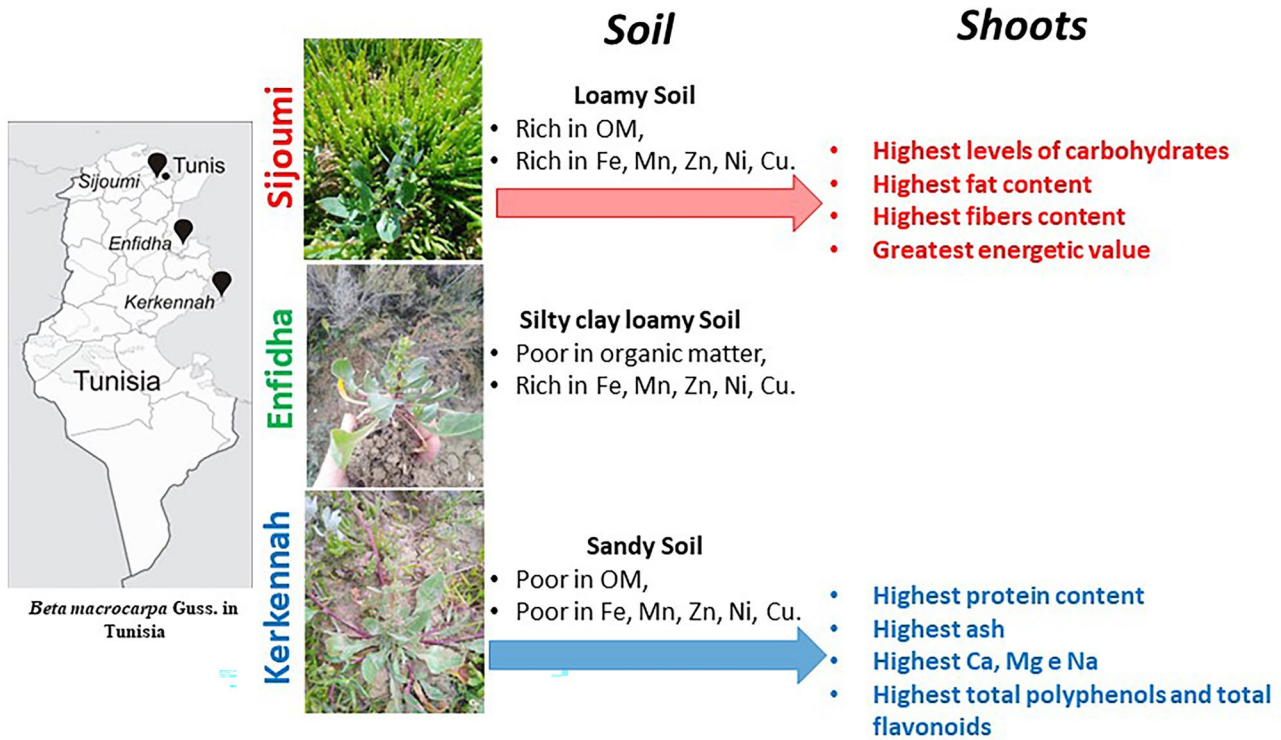 Soil
Shoots
Tunis
Sijoumi
Enfidha
Kerkennah
Tunisia
Beta macrocarpa Guss. in
Tunisia
Sijoumi
Loamy Soil
• Rich in OM,
• Rich in Fe, Mn, Zn, Ni, Cu.
• Highest levels of carbohydrates
• Highest fat content
• Highest fibers content
• Greatest energetic value
Enfidha
Silty clay loamy Soil
• Poor in organic matter,
• Rich in Fe, Mn, Zn, Ni, Cu.
Kerkennah
Sandy Soil
• Poor in OM,
• Poor in Fe, Mn, Zn, Ni, Cu.
• Highest protein content
• Highest ash
• Highest Ca, Mg e Na
• Highest total polyphenols and total
flavonoids
a
b
c